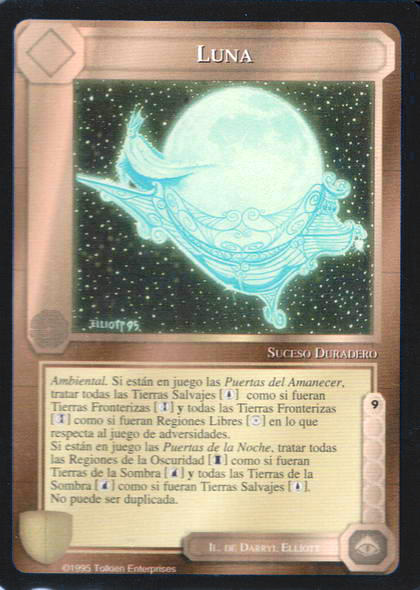 LUNA
ELLIOTT 95
SUCESO DURADERO
Ambiental. Si están en juego las Puertas del Amanecer,
tratar todas las Tierras Salvajes [ ] como si fueran
Tierras Fronterizas [ ] y todas las Tierras Fronterizas
[ ] como si fueran Regiones Libres [ ] en lo que
respecta al juego de adversidades.
Si están en juego las Puertas de la Noche, tratar todas
las Regiones de la Oscuridad [ ] como si fueran
Tierras de la Sombra [ ] y todas las Tierras de la
Sombra [ ] como si fueran Tierras Salvajes [ ].
No puede ser duplicada.
9
IL. DE DARRYL ELLIOTT
©1995 Tolkien Enterprises